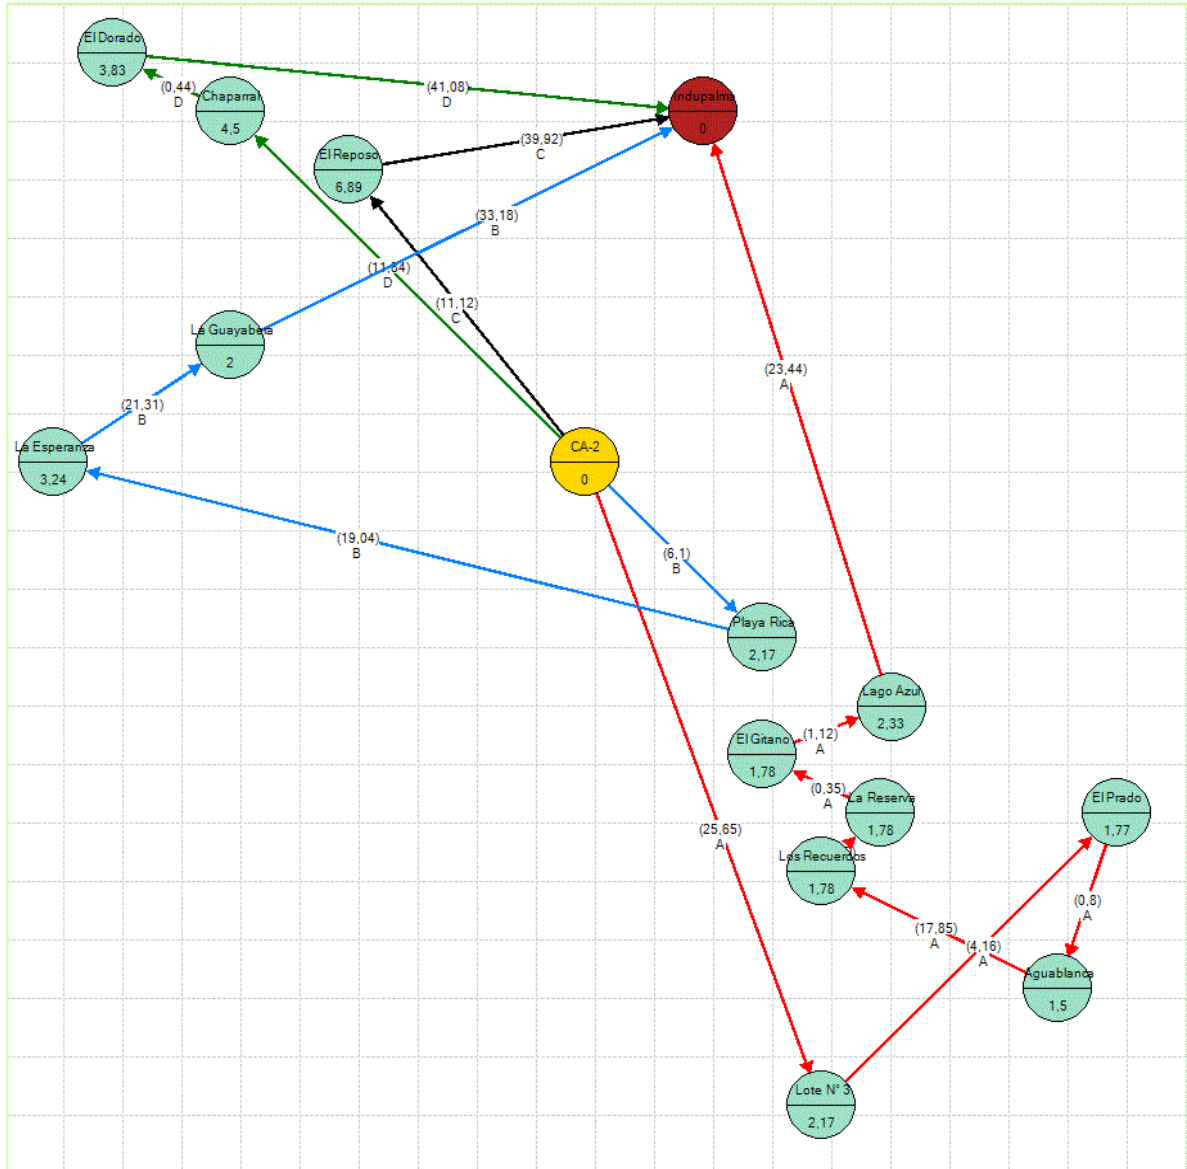 El Dorado
3,83
(0,44)
D
Chaparral
4,5
(41,08)
D
Indupalma
0
El Reposo
6,89
(39,92)
C
(33,18)
B
D
(11,12)
C
La Guayabera
2
(23,44)
A
(21,31)
B
La Esperanza
3,24
CA-2
0
(19,04)
B
(6,1)
B
Playa Rica
2,17
Lago Azul
2,33
El Gitano
1,78
(1,12)
A
(0,35)
A
La Reserva
1,78
El Prado
1,77
(25,65)
A
Los Recuerdos
1,78
(0,8)
A
(17,85)
A
(4,16)
A
Aguablanca
1,5
Lote N° 3
2,17